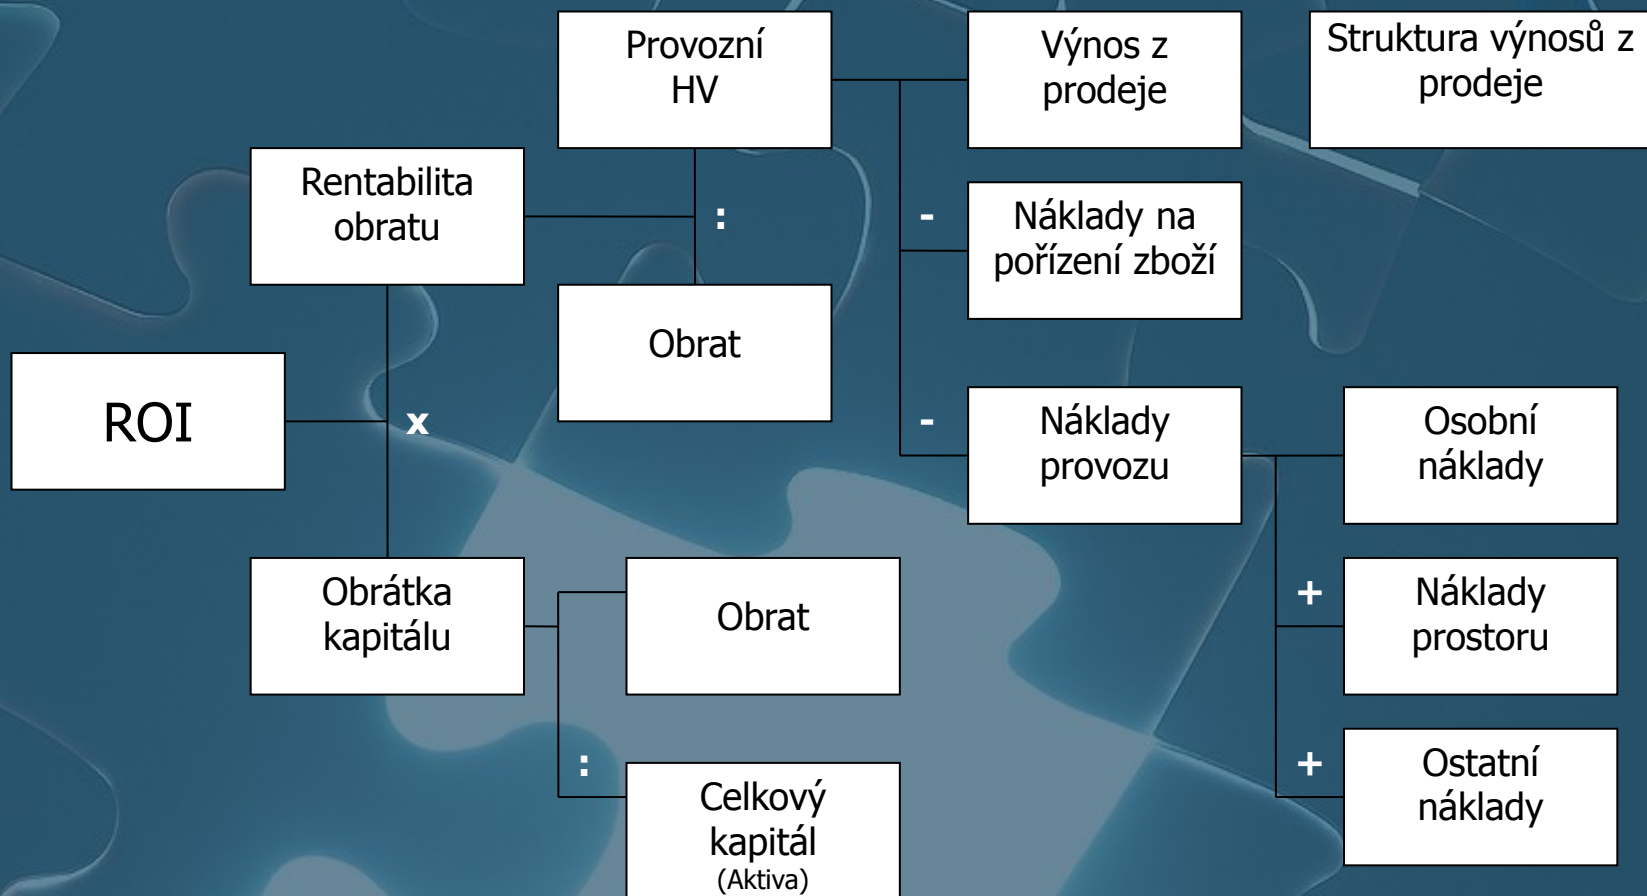 Provozní
HV
Výnos z
prodeje
Struktura výnosů z
prodeje
Rentabilita
obratu
:
-
Náklady na
pořízení zboží
Obrat
ROI
x
-
Náklady
provozu
Osobní
náklady
Obrátka
kapitálu
Obrat
+
Náklady
prostoru
:
Celkový
kapitál
(Aktiva)
+
Ostatní
náklady